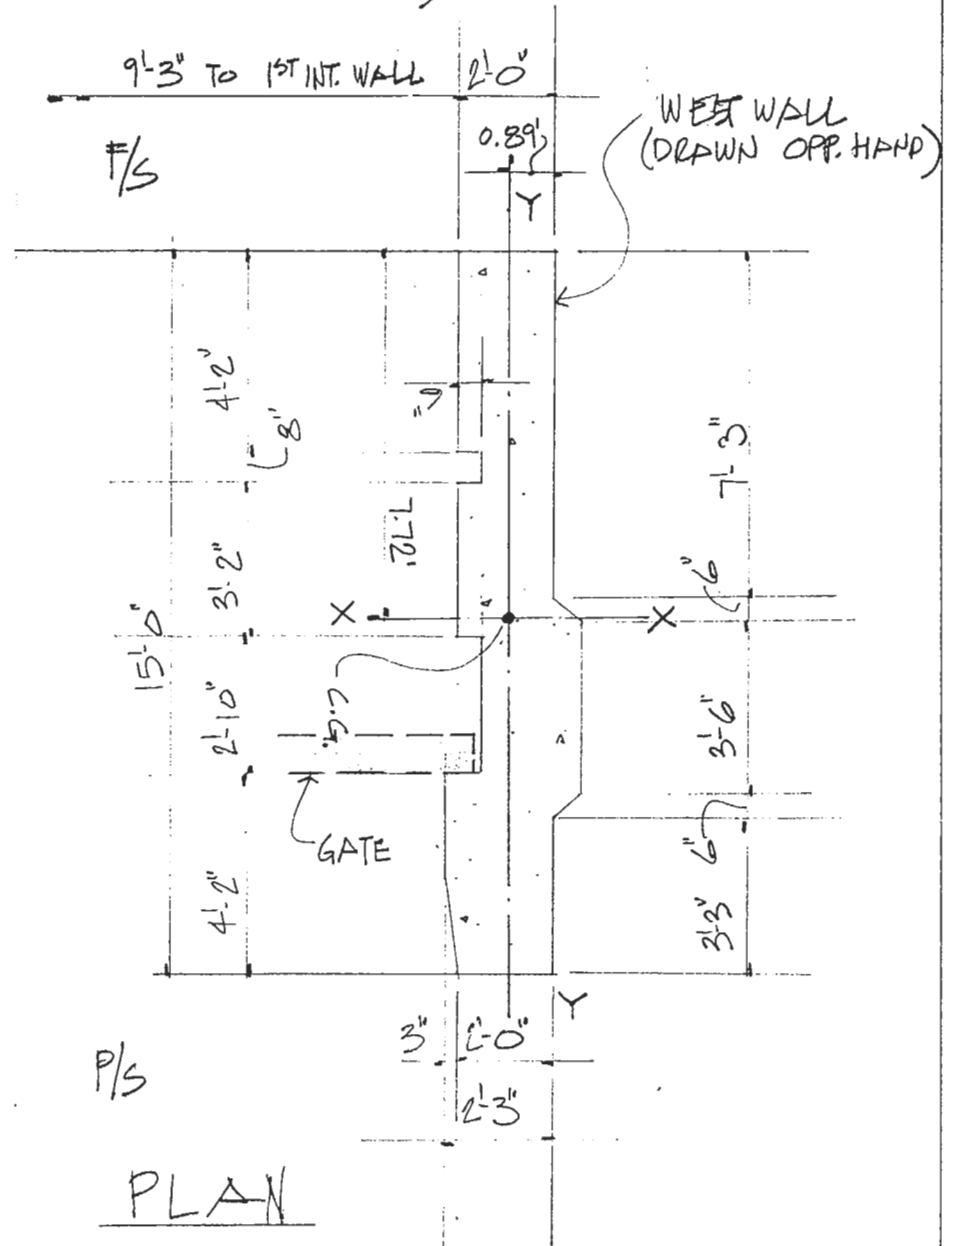 9'-3" TO 1ST INT. WALL
2'-0"
WEST WALL
(DRAWN OPP. HAND)
0.89'
F/S
Y
4'-2"
8"
6"
7'-3"
7.72'
3'-2"
6"
X
X
15'-0"
C.G.
2'-10"
3'-6"
GATE
6"
4'-2"
3'-3"
Y
3"
2'-0"
P/S
2'-3"
PLAN